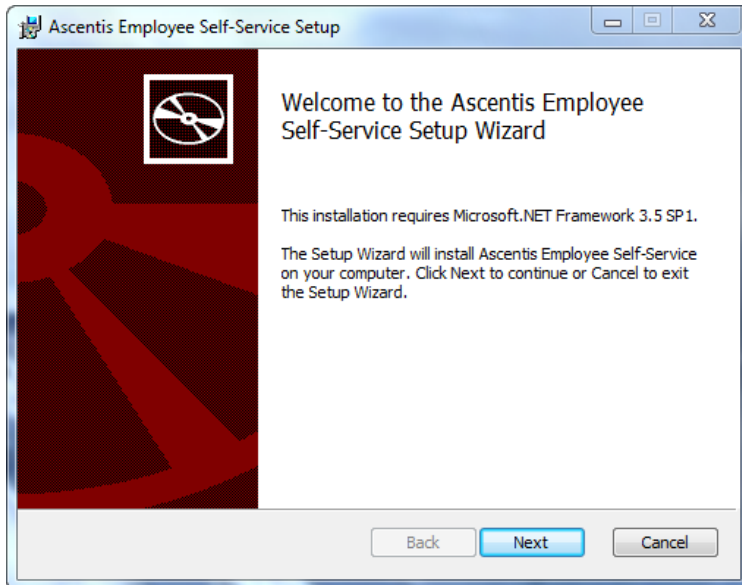 Ascentis Employee Self-Service Setup
Welcome to the Ascentis Employee
Self-Service Setup Wizard
This installation requires Microsoft.NET Framework 3.5 SP1.
The Setup Wizard will install Ascentis Employee Self-Service
on your computer. Click Next to continue or Cancel to exit
the Setup Wizard.
Back Next Cancel